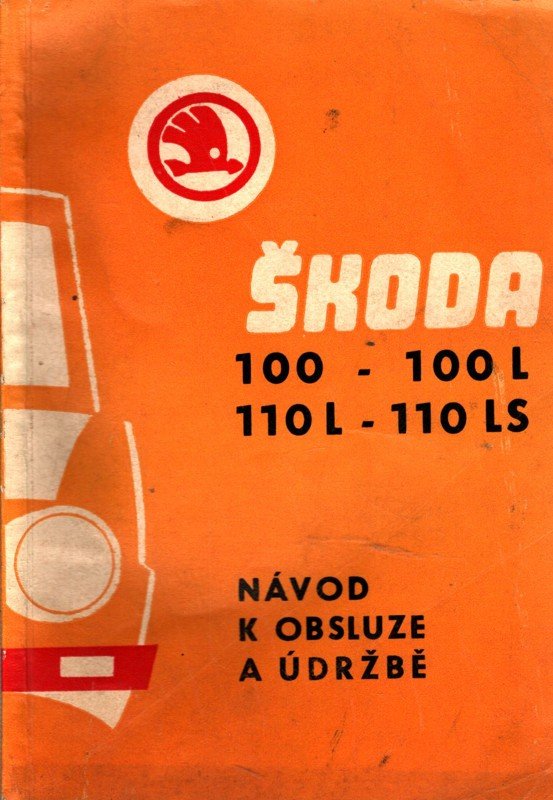 ŠKODA
100 - 100 L
110 L - 110 LS
NÁVOD
K OBSLUZE
A ÚDRŽBĚ